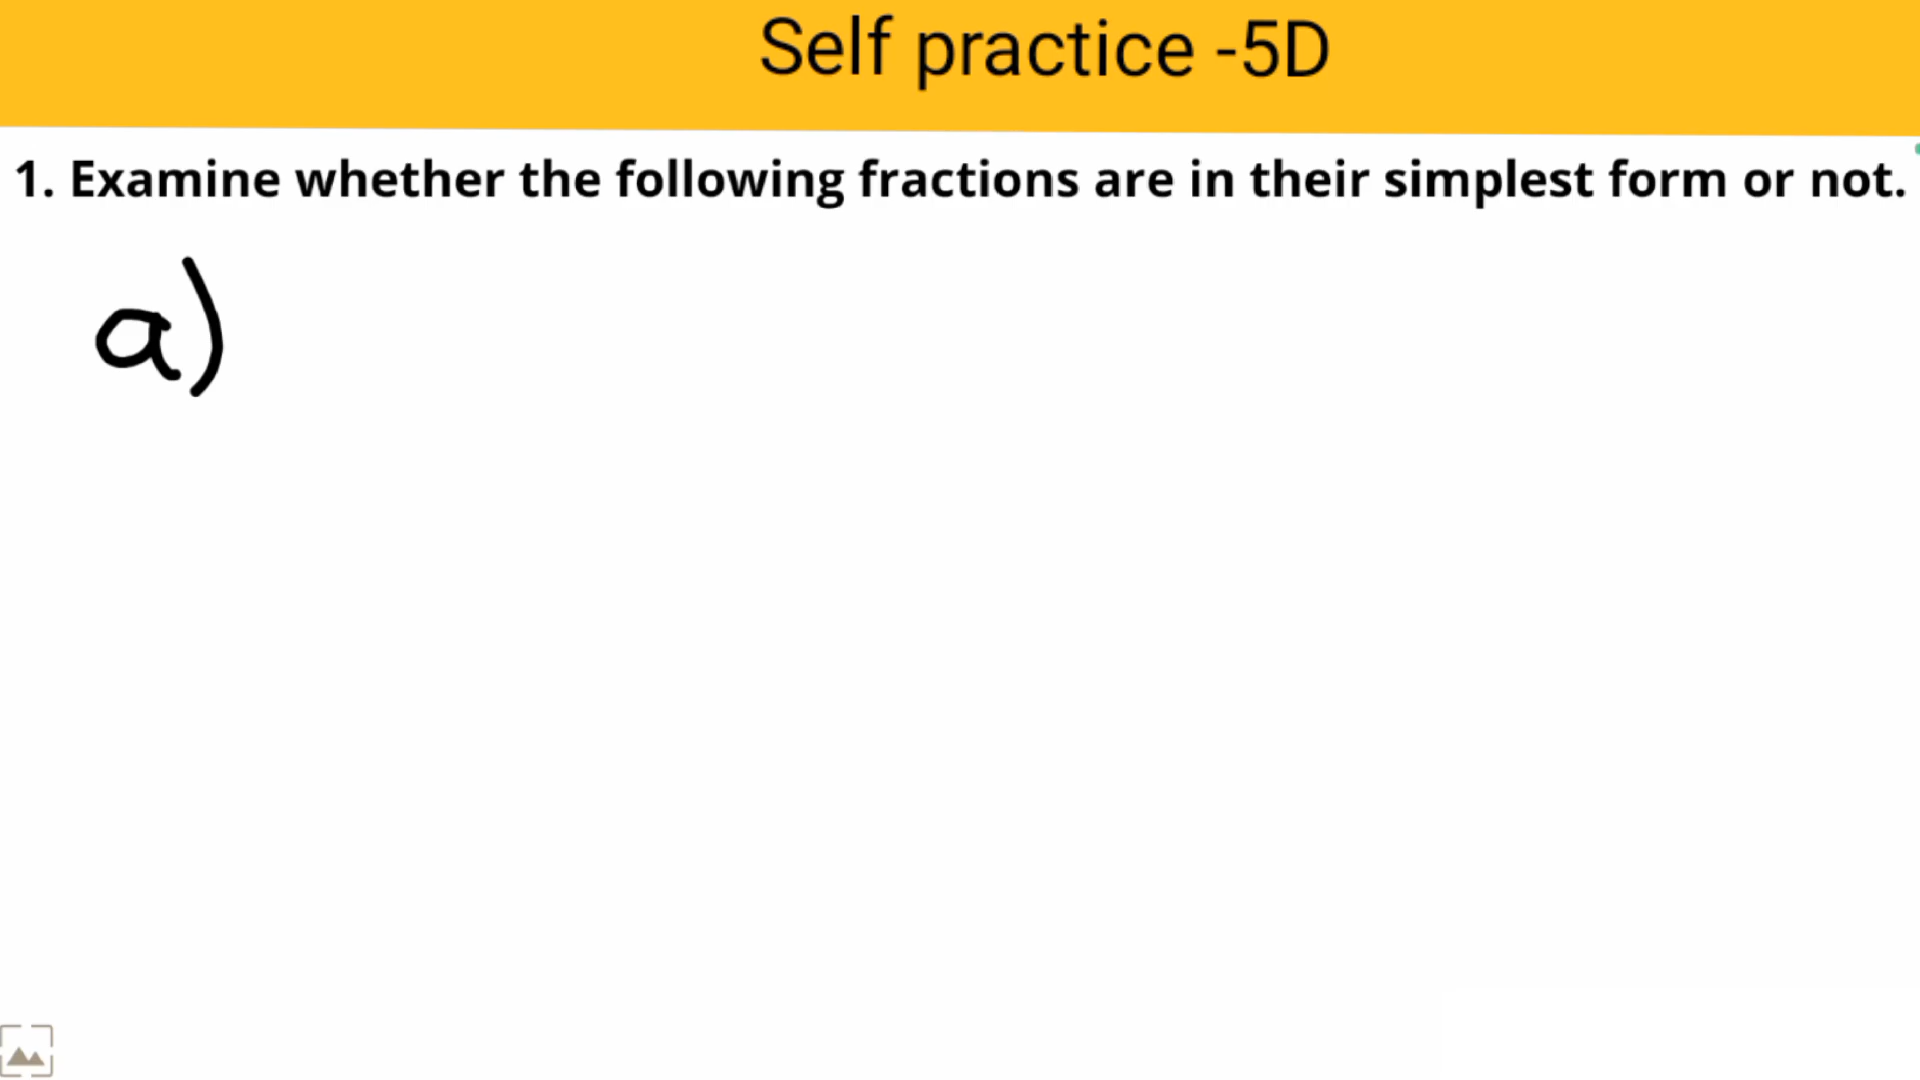 Self practice -5D
1. Examine whether the following fractions are in their simplest form or not.
a)